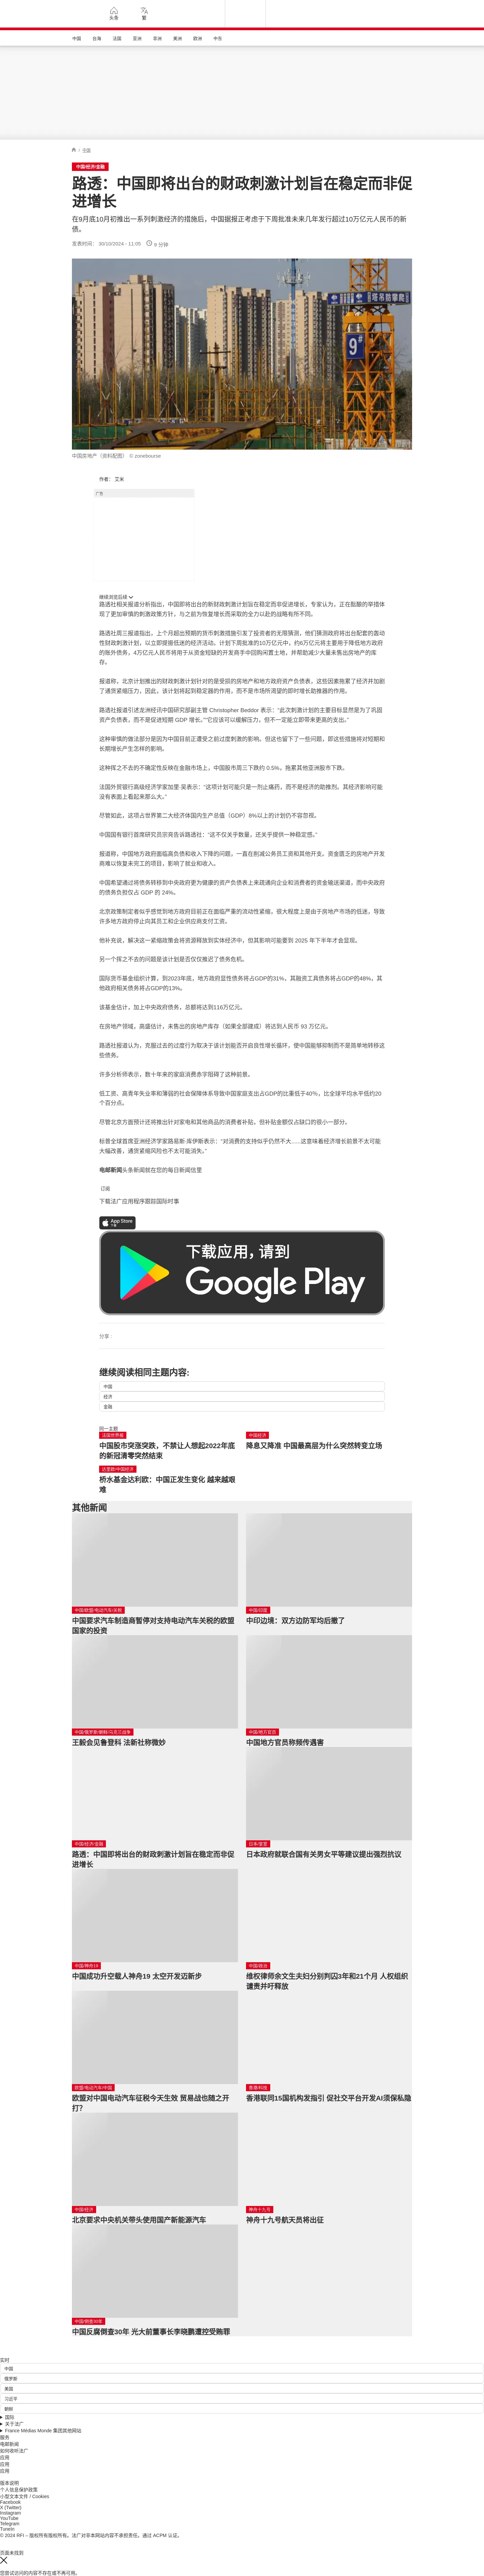 头条
繁
中国
台海
法国
亚洲
非洲
美洲
欧洲
中东
/ 中国
中国/经济/金融
路透：中国即将出台的财政刺激计划旨在稳定而非促
进增长
在9月底10月初推出一系列刺激经济的措施后，中国据报正考虑于下周批准未来几年发行超过10万亿元人民币的新
债。
发表时间： 30/10/2024 - 11:05
9 分钟
9#
塔吊防攀爬
中国房地产（资料配图） © zonebourse
作者： 艾米
广告
继续浏览后续
路透社相关报道分析指出，中国即将出台的新财政刺激计划旨在稳定而非促进增长，专家认为，正在酝酿的举措体
现了更加审慎的刺激政策方针，与之前为恢复增长而采取的全力以赴的战略有所不同。
路透社周三报道指出，上个月超出预期的货币刺激措施引发了投资者的无限猜测，他们猜测政府将出台配套的轰动
性财政刺激计划，以立即提振低迷的经济活动。计划下周批准的10万亿元中，约6万亿元将主要用于降低地方政府
的账外债务，4万亿元人民币将用于从资金短缺的开发商手中回购闲置土地，并帮助减少大量未售出房地产的库
存。
报道称，北京计划推出的财政刺激计划针对的是受损的房地产和地方政府资产负债表，这些因素拖累了经济并加剧
了通货紧缩压力，因此，该计划将起到稳定器的作用，而不是市场所渴望的即时增长助推器的作用。
路透社报道引述龙洲经讯中国研究部副主管 Christopher Beddor 表示：“此次刺激计划的主要目标显然是为了巩固
资产负债表，而不是促进短期 GDP 增长。”“它应该可以缓解压力，但不一定能立即带来更高的支出。”
这种审慎的做法部分是因为中国目前正遭受之前过度刺激的影响。但这也留下了一些问题，即这些措施将对短期和
长期增长产生怎样的影响。
这种挥之不去的不确定性反映在金融市场上，中国股市周三下跌约 0.5%，拖累其他亚洲股市下跌。
法国外贸银行高级经济学家加里·吴表示：“这项计划可能只是一剂止痛药，而不是经济的助推剂。其经济影响可能
没有表面上看起来那么大。”
尽管如此，这项占世界第二大经济体国内生产总值（GDP）8%以上的计划仍不容忽视。
中国国有银行首席研究员宗亮告诉路透社：“这不仅关乎数量，还关乎提供一种稳定感。”
报道称，中国地方政府面临高负债和收入下降的问题，一直在削减公务员工资和其他开支。资金匮乏的房地产开发
商难以恢复未完工的项目，影响了就业和收入。
中国希望通过将债务转移到中央政府更为健康的资产负债表上来疏通向企业和消费者的资金输送渠道。而中央政府
的债务负担仅占 GDP 的 24%。
北京政策制定者似乎感觉到地方政府目前正在面临严重的流动性紧缩，很大程度上是由于房地产市场的低迷，导致
许多地方政府停止向其员工和企业供应商支付工资。
他补充说，解决这一紧缩政策会将资源释放到实体经济中，但其影响可能要到 2025 年下半年才会显现。
另一个挥之不去的问题是该计划是否仅仅推迟了债务危机。
国际货币基金组织计算，到2023年底，地方政府显性债务将占GDP的31%，其融资工具债务将占GDP的48%，其
他政府相关债务将占GDP的13%。
该基金估计，加上中央政府债务，总额将达到116万亿元。
在房地产领域，高盛估计，未售出的房地产库存（如果全部建成）将达到人民币 93 万亿元。
路透社报道认为，克服过去的过度行为取决于该计划能否开启良性增长循环，使中国能够抑制而不是简单地转移这
些债务。
许多分析师表示，数十年来的家庭消费赤字阻碍了这种前景。
低工资、高青年失业率和薄弱的社会保障体系导致中国家庭支出占GDP的比重低于40%，比全球平均水平低约20
个百分点。
尽管北京方面预计还将推出针对家电和其他商品的消费者补贴，但补贴金额仅占缺口的很小一部分。
标普全球首席亚洲经济学家路易斯·库伊斯表示：“对消费的支持似乎仍然不大……这意味着经济增长前景不太可能
大幅改善，通货紧缩风险也不太可能消失。”
电邮新闻头条新闻就在您的每日新闻信里
订阅
下载法广应用程序跟踪国际时事
App Store
下载应用，请到
Google Play
分享 :
继续阅读相同主题内容:
中国
经济
金融
同一主题
法国世界报
中国股市突涨突跌，不禁让人想起2022年底
的新冠清零突然结束
中国经济
降息又降准 中国最高层为什么突然转变立场
达里欧/中国经济
桥水基金达利欧：中国正发生变化 越来越艰
难
其他新闻
中国/欧盟/电动汽车/关税
中国要求汽车制造商暂停对支持电动汽车关税的欧盟
国家的投资
中国/印度
中印边境：双方边防军均后撤了
中国/俄罗斯/朝鲜/乌克兰战争
王毅会见鲁登科 法新社称微妙
中国/地方官员
中国地方官员称频传遇害
中国/经济/金融
路透：中国即将出台的财政刺激计划旨在稳定而非促
进增长
日本/皇室
日本政府就联合国有关男女平等建议提出强烈抗议
中国/神舟19
中国成功升空载人神舟19 太空开发迈新步
中国/政治
维权律师余文生夫妇分别判囚3年和21个月 人权组织
谴责并吁释放
欧盟/电动汽车/中国
欧盟对中国电动汽车征税今天生效 贸易战也随之开
打?
香港/科技
香港联同15国机构发指引 促社交平台开发AI须保私隐
中国/经济
北京要求中央机关带头使用国产新能源汽车
神舟十九号
神舟十九号航天员将出征
中国/倒查30年
中国反腐倒查30年 光大前董事长李晓鹏遭控受贿罪
实时
中国
俄罗斯
美国
习近平
朝鲜
国际
关于法广
France Médias Monde 集团其他网站
服务
电邮新闻
如何收听法广
应用
应用
应用
版本说明
个人信息保护政策
小型文本文件 / Cookies
Facebook
X (Twitter)
Instagram
YouTube
Telegram
TuneIn
© 2024 RFI – 版权所有版权所有。法广对非本网站内容不承担责任。通过 ACPM 认证。
页面未找到
您尝试访问的内容不存在或不再可用。